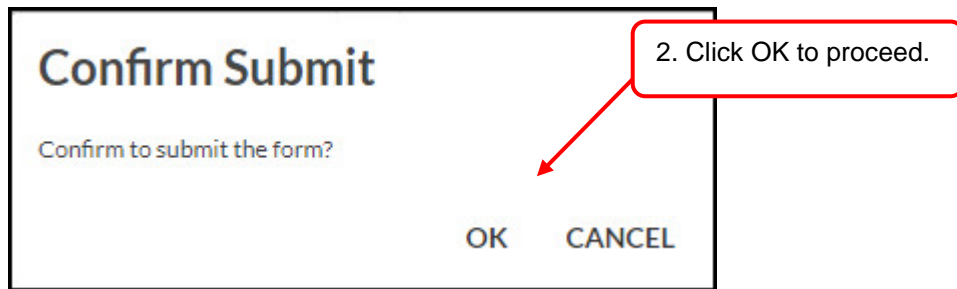 Confirm Submit
2. Click OK to proceed.
Confirm to submit the form?
OK CANCEL